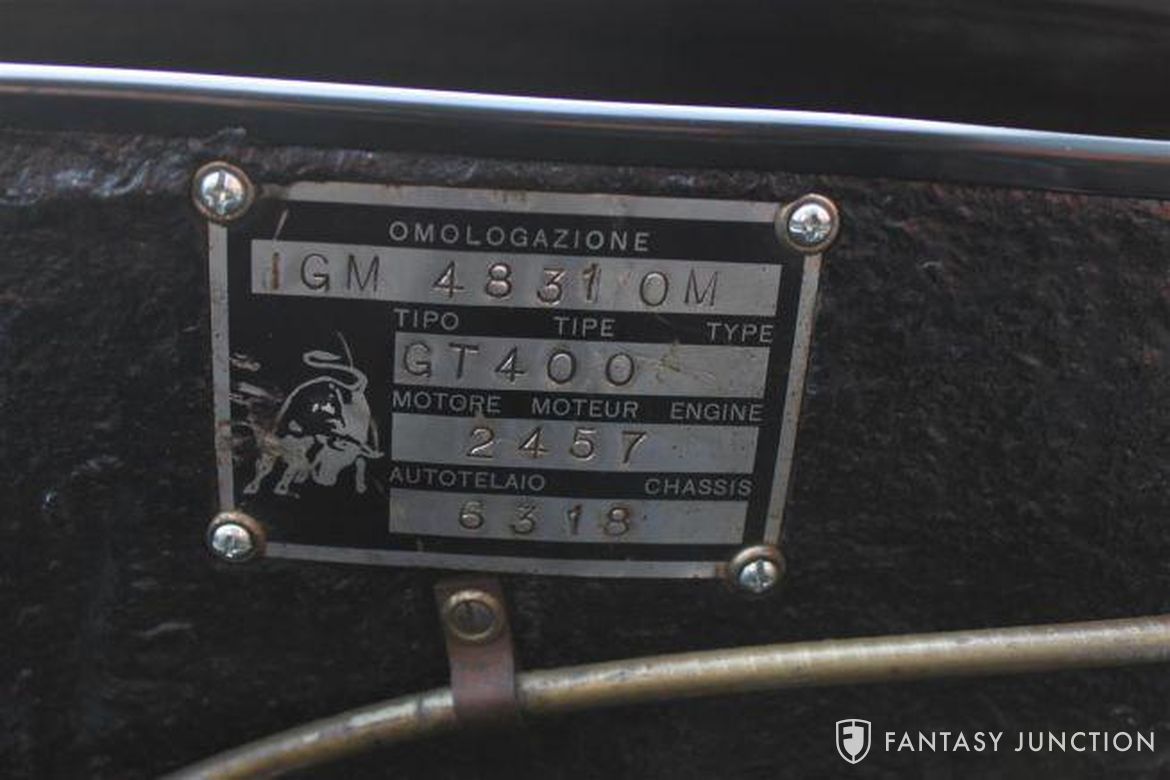 OMOLOGAZIONE
IGM 4831 OM
TIPO TIPE TYPE
GT400
MOTORE MOTEUR ENGINE
2457
AUTOTELAIO CHASSIS
6318
FANTASY JUNCTION